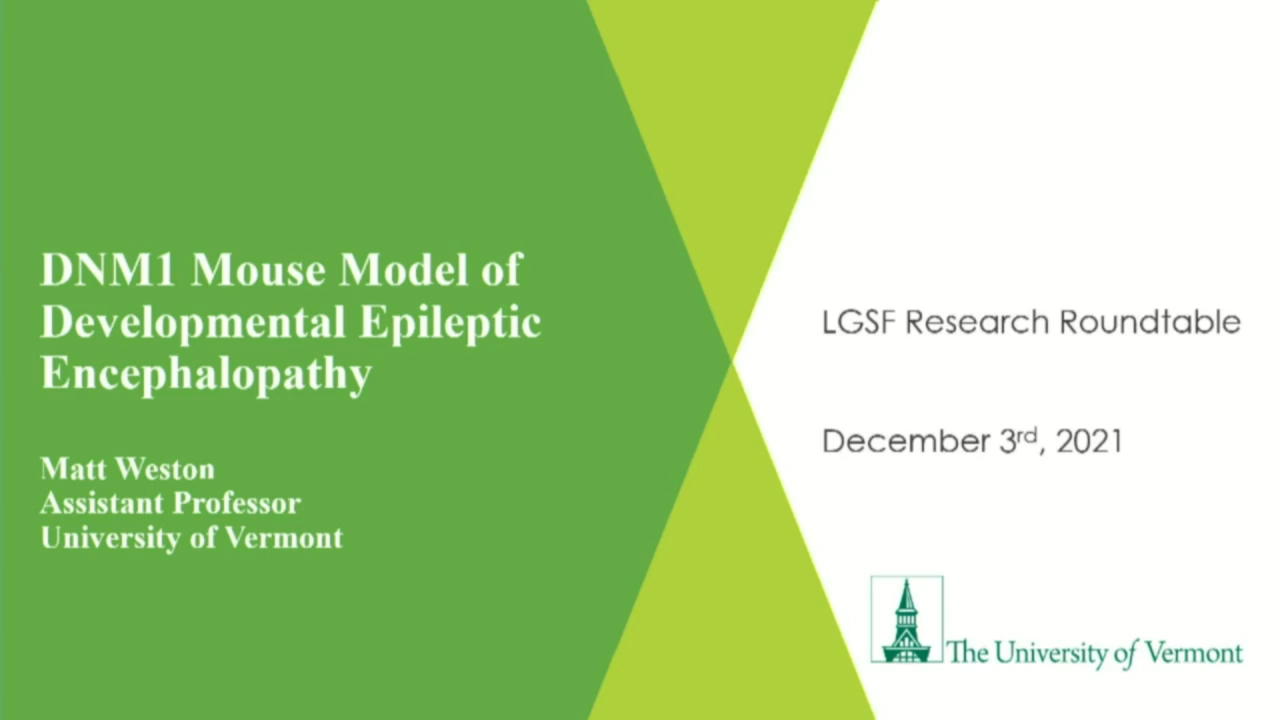 DNM1 Mouse Model of
Developmental Epileptic
Encephalopathy
Matt Weston
Assistant Professor
University of Vermont
LGSF Research Roundtable
December 3rd, 2021
The University of Vermont